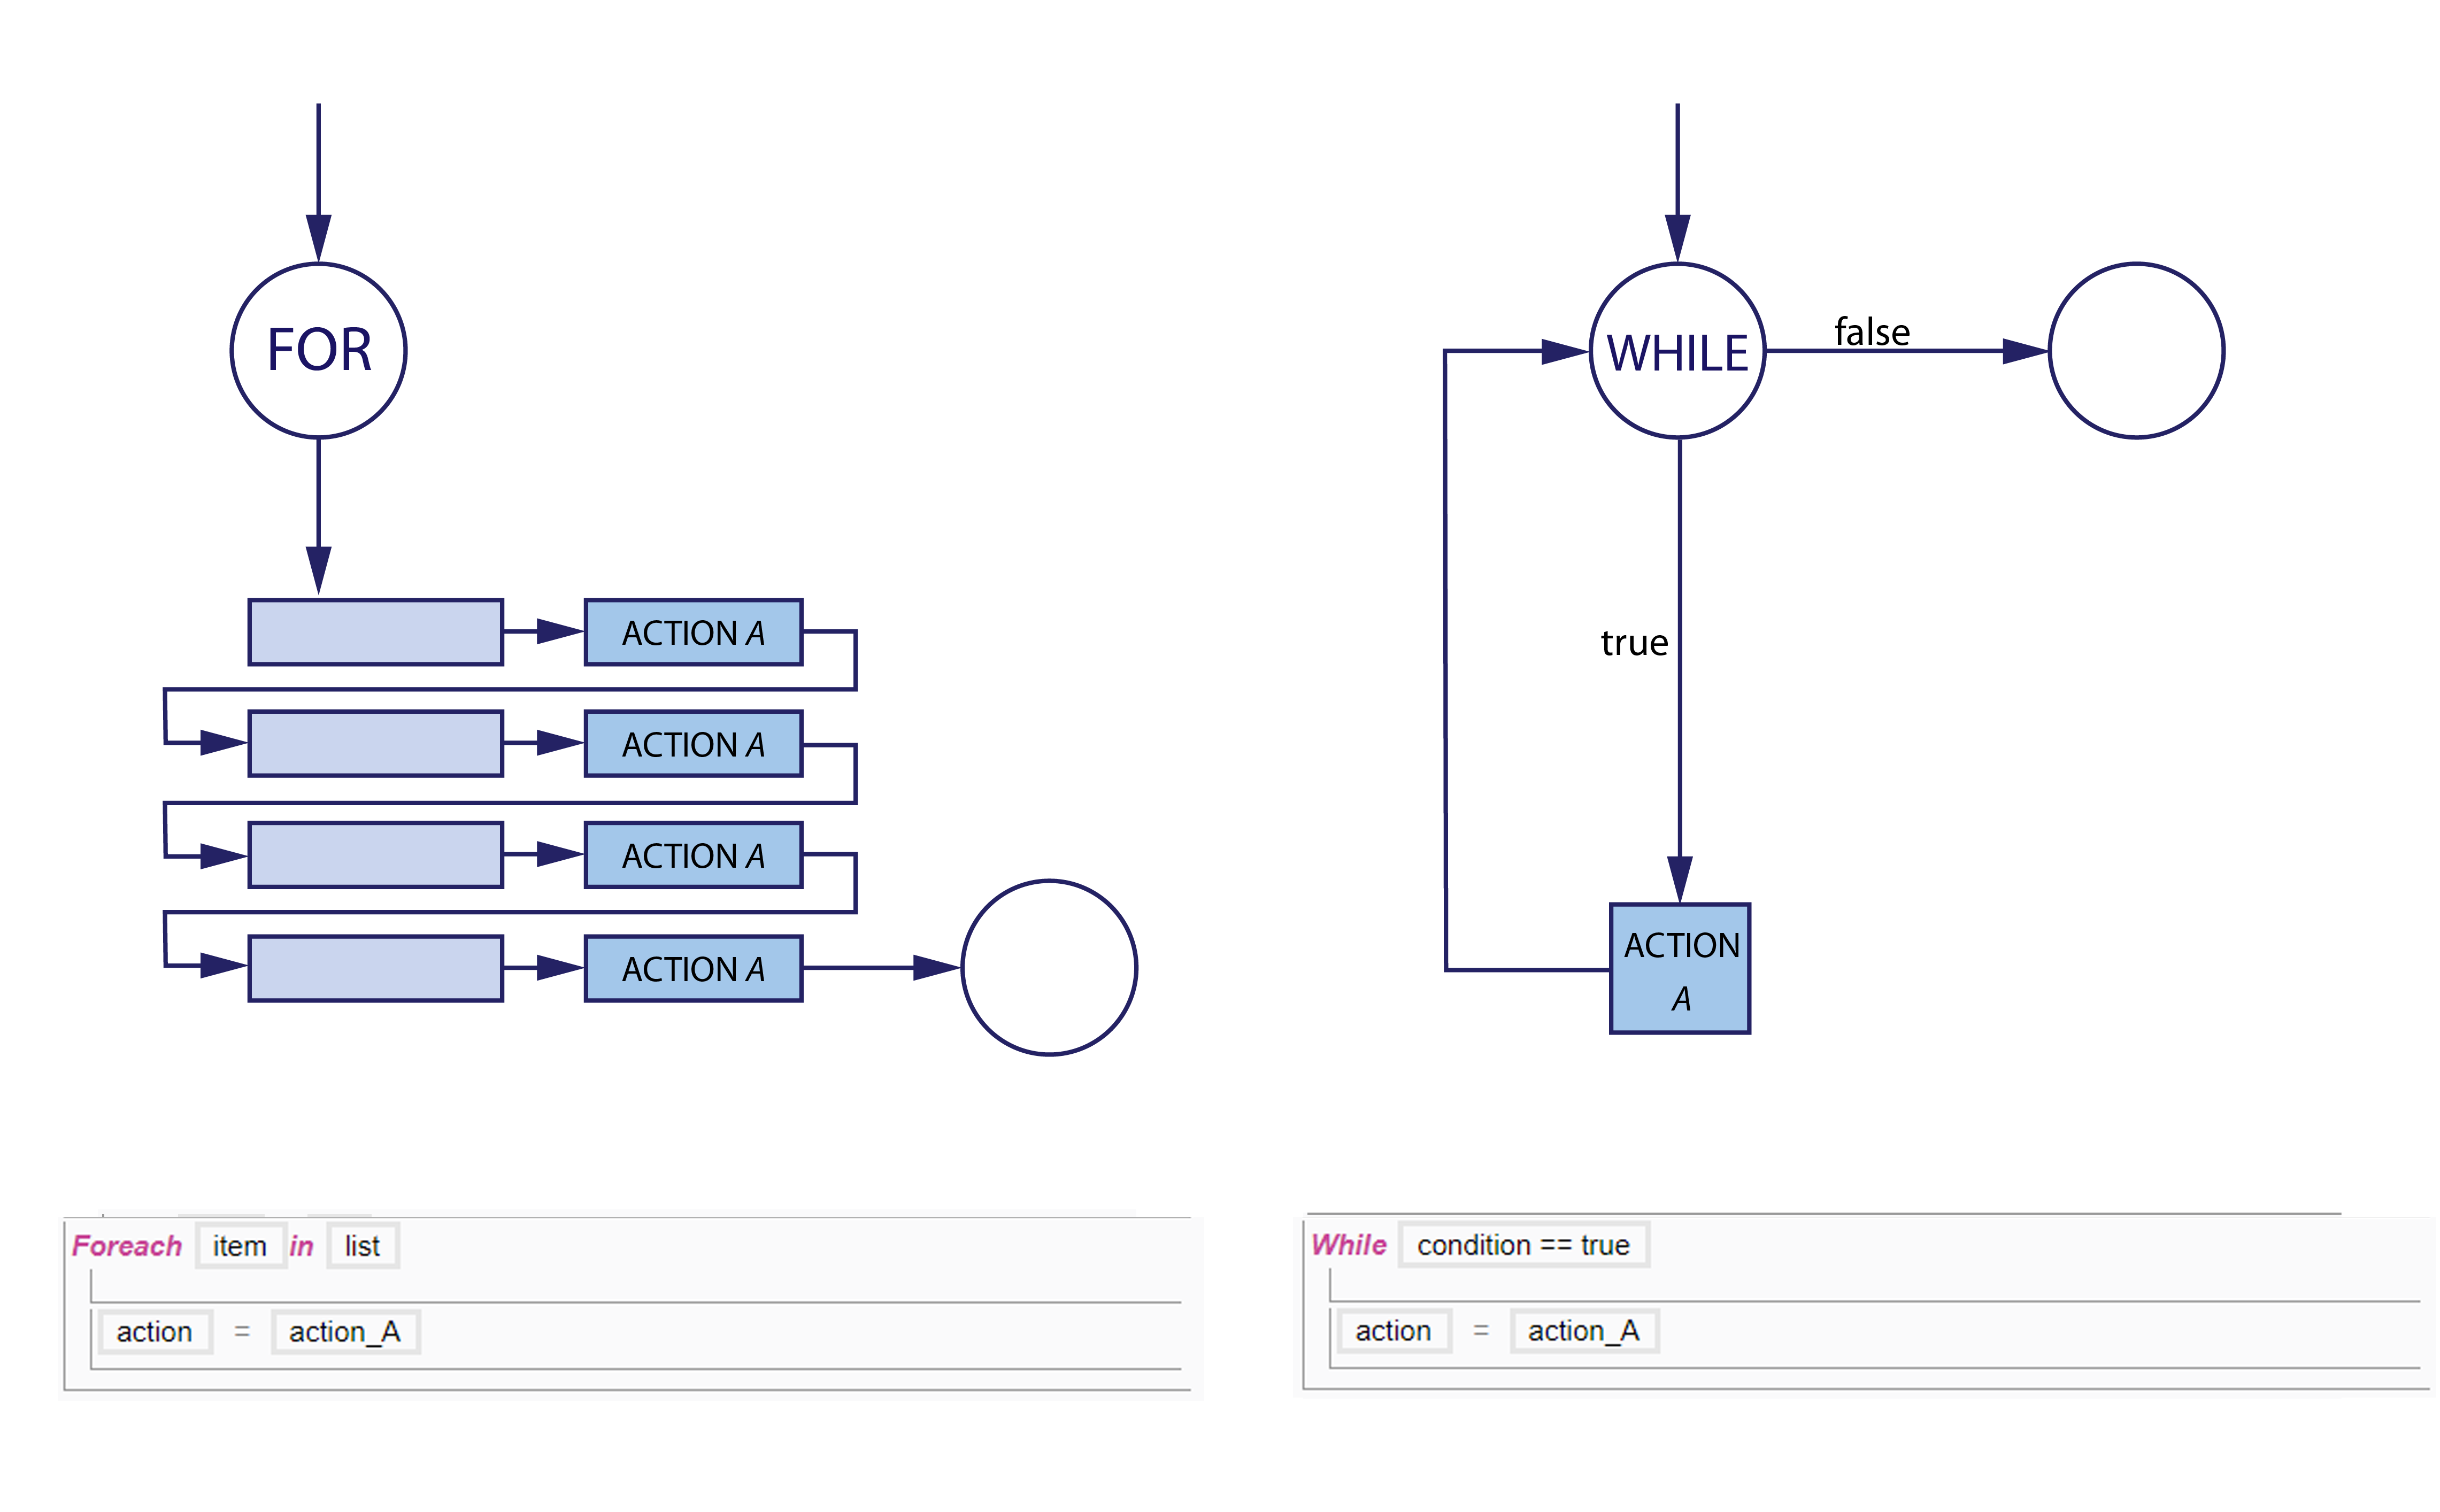 FOR
ACTION A
ACTION A
ACTION A
ACTION A
WHILE
false
true
ACTION
A
Foreach item in list
action = action_A
While condition == true
action = action_A